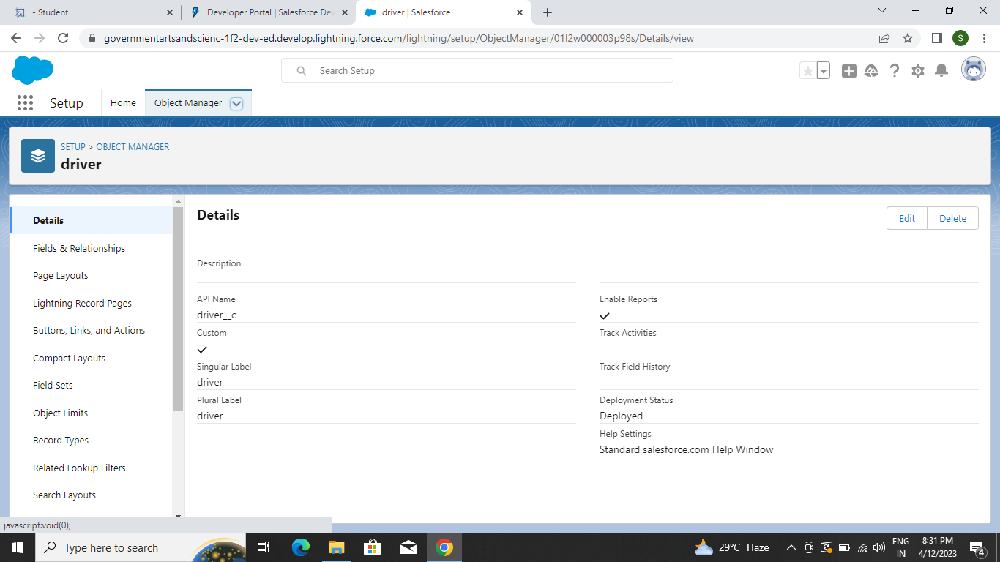 - Student
Developer Portal | Salesforce Dev
driver | Salesforce
governmentartsandscienc-1f2-dev-ed.develop.lightning.force.com/lightning/setup/ObjectManager/01I2w000003p98s/Details/view
S
Search Setup
Setup
Home
Object Manager
SETUP > OBJECT MANAGER
driver
Details
Fields & Relationships
Page Layouts
Lightning Record Pages
Buttons, Links, and Actions
Compact Layouts
Field Sets
Object Limits
Record Types
Related Lookup Filters
Search Layouts
Details
Edit
Delete
Description
API Name
driver__c
Custom
Singular Label
driver
Plural Label
driver
Enable Reports
Track Activities
Track Field History
Deployment Status
Deployed
Help Settings
Standard salesforce.com Help Window
javascript:void(0);
Type here to search
29°C Haze
ENG
IN
8:31 PM
4/12/2023
4